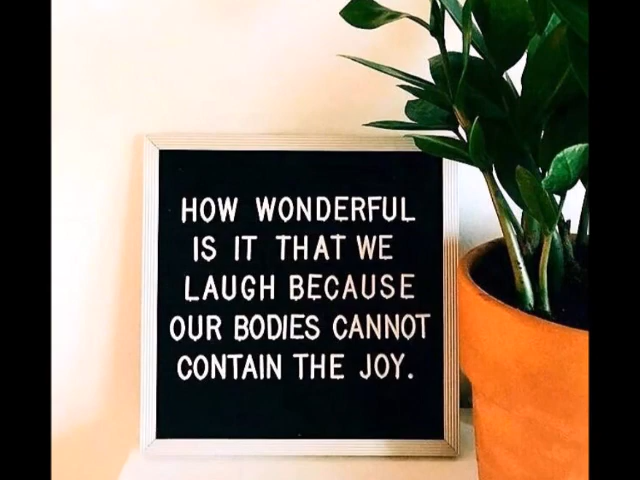 HOW WONDERFUL
IS IT THAT WE
LAUGH BECAUSE
OUR BODIES CANNOT
CONTAIN THE JOY.